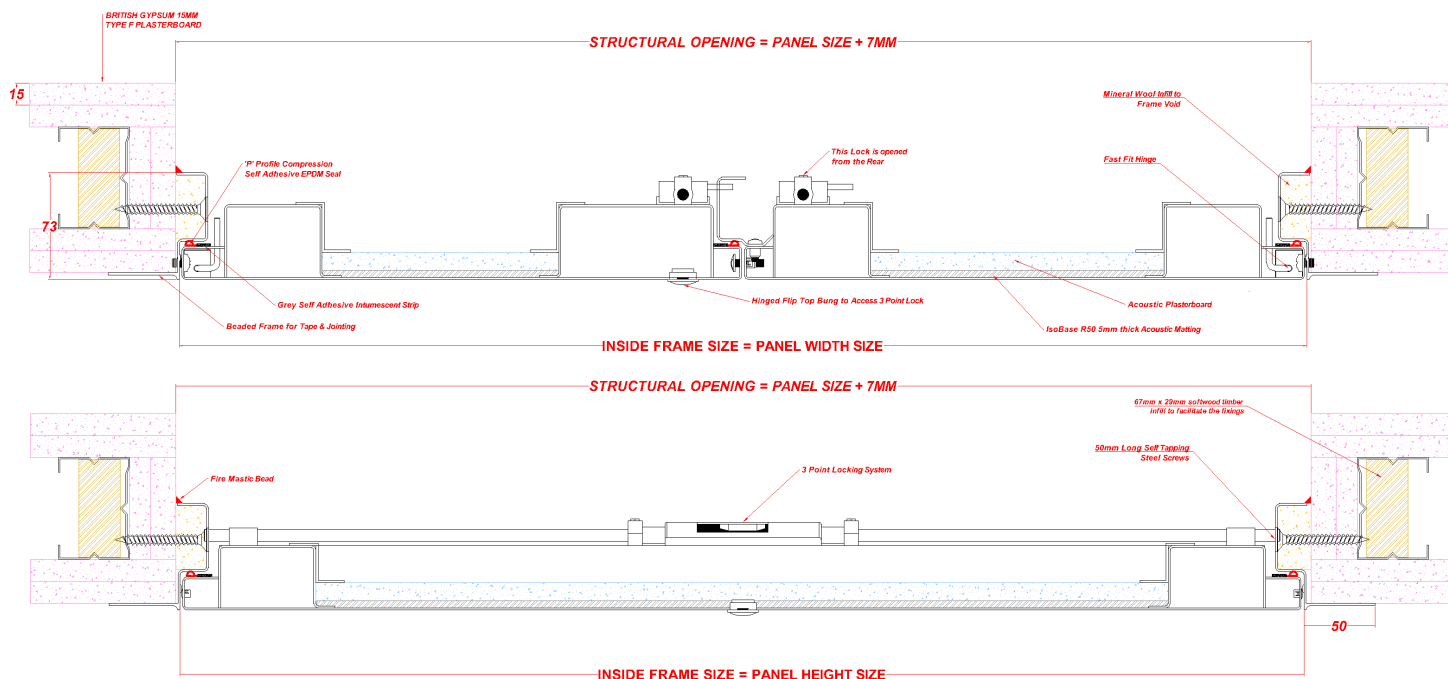 BRITISH GYPSUM 15MM
TYPE F PLASTERBOARD
STRUCTURAL OPENING = PANEL SIZE + 7MM
15
Mineral Woof Infill to
Frame Void
'P' Profile Compression
Self Adhesive EPDM Seal
This Lock is opened
from the Rear
Fast Fit Hinge
73
Grey Self Adhesive Intumescent Strip
Hinged Flip Top Bung to Access 3 Point Lock
Acoustic Plasterboard
Beaded Frame for Tape & Jointing
IsoBase R50 5mm thick Acoustic Matting
INSIDE FRAME SIZE = PANEL WIDTH SIZE
STRUCTURAL OPENING = PANEL SIZE + 7MM
67mm x 29mm softwood timber
infill to facilitate the fixings
50mm Long Self Tapping
Steel Screws
Fire Mastic Bead
3 Point Locking System
50
INSIDE FRAME SIZE = PANEL HEIGHT SIZE